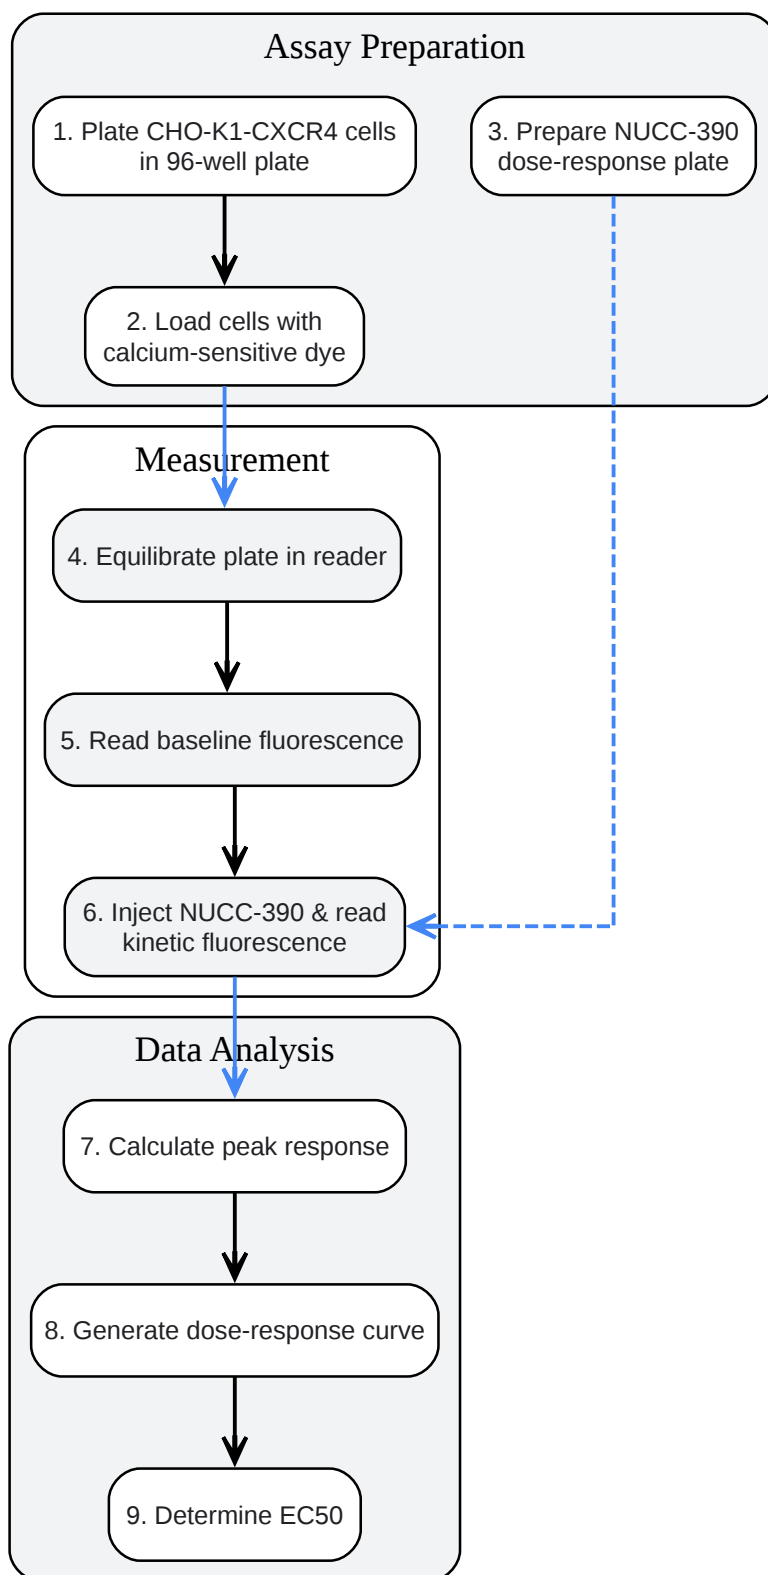 Assay Preparation
1. Plate CHO-K1-CXCR4 cells
in 96-well plate
3. Prepare NUCC-390
dose-response plate
2. Load cells with
calcium-sensitive dye
Measurement
4. Equilibrate plate in reader
5. Read baseline fluorescence
6. Inject NUCC-390 & read
kinetic fluorescence
Data Analysis
7. Calculate peak response
8. Generate dose-response curve
9. Determine EC50